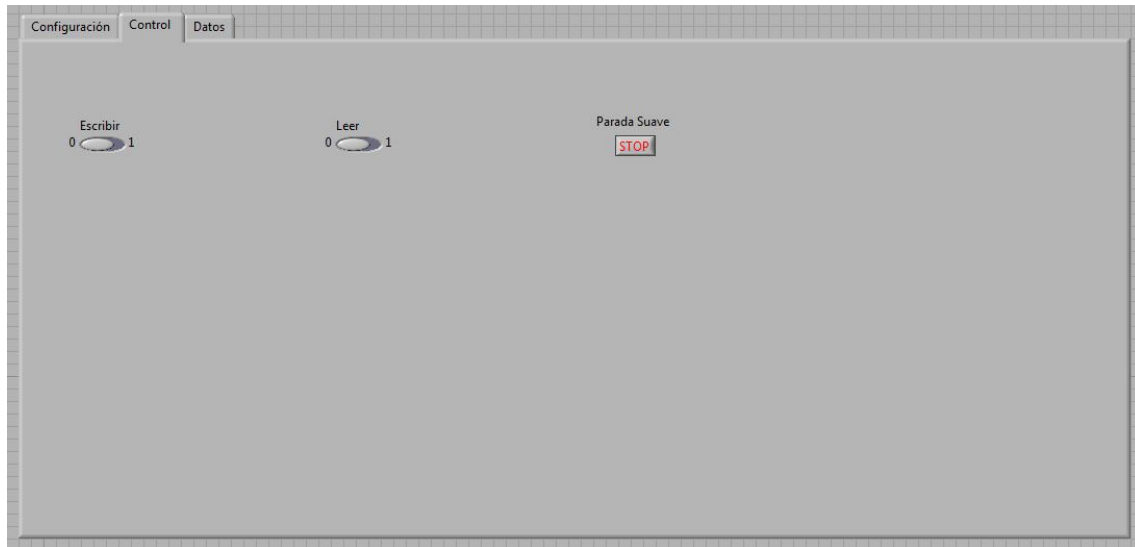 Configuración Control Datos
Escribir Leer Parada Suave
0 1 0 1 STOP